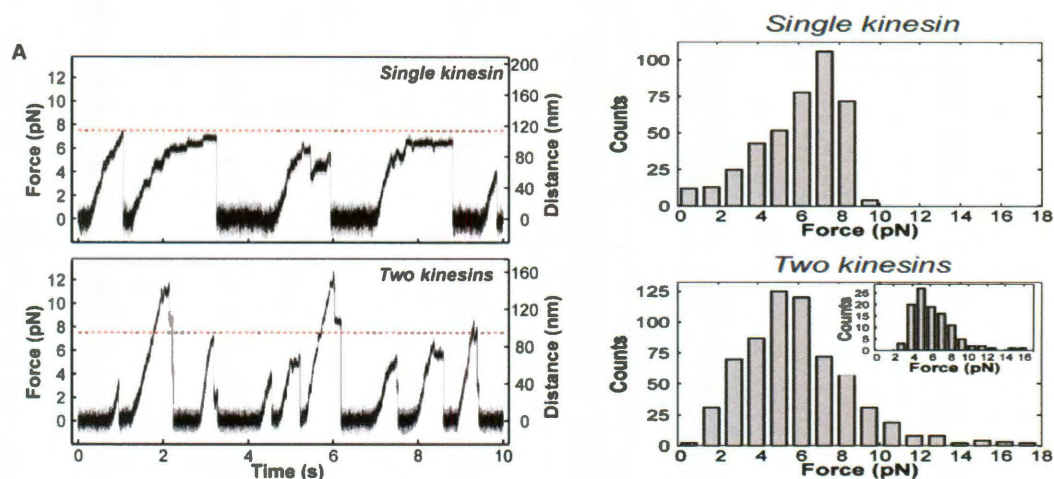 A
Single kinesin
Force (pN)
12
10
8
6
4
2
0
200
160
120
80
40
0
Distance (nm)
Two kinesins
Force (pN)
12
10
8
6
4
2
0
160
120
80
40
0
Distance (nm)
0 2 4 6 8 10
Time (s)
Single kinesin
Counts
100
75
50
25
0
0 2 4 6 8 10 12 14 16 18
Force (pN)
Two kinesins
Counts
125
100
75
50
25
0
0 2 4 6 8 10 12 14 16 18
Force (pN)
Counts
25
20
15
10
5
0
0 2 4 6 8 10 12 14 16
Force (pN)